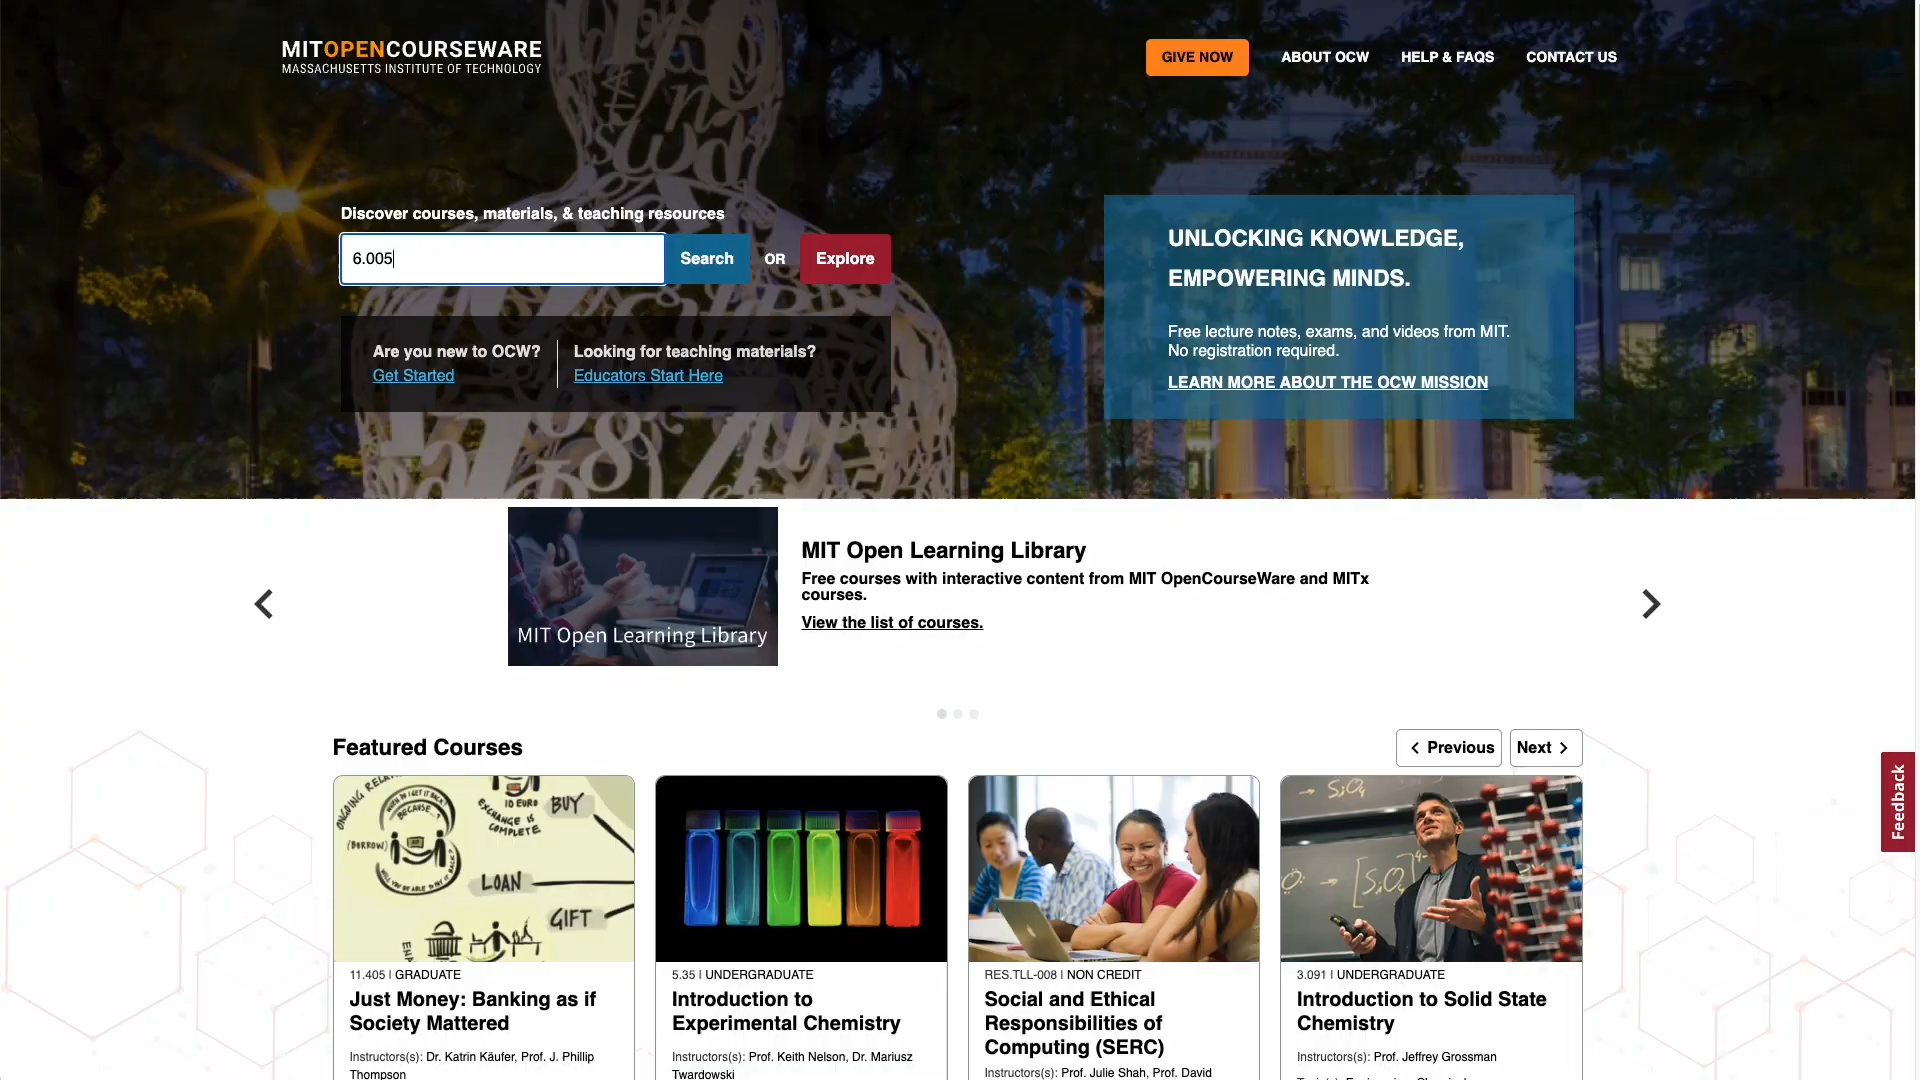 MITOPENCOURSEWARE
MASSACHUSETTS INSTITUTE OF TECHNOLOGY
GIVE NOW
ABOUT OCW
HELP & FAQS
CONTACT US
Discover courses, materials, & teaching resources
6.005
Search
OR
Explore
Are you new to OCW?
Get Started
Looking for teaching materials?
Educators Start Here
UNLOCKING KNOWLEDGE,
EMPOWERING MINDS.
Free lecture notes, exams, and videos from MIT.
No registration required.
LEARN MORE ABOUT THE OCW MISSION
MIT Open Learning Library
MIT Open Learning Library
Free courses with interactive content from MIT OpenCourseWare and MITx
courses.
View the list of courses.
Featured Courses
Previous
Next
Feedback
BUY
10 EURO
EXCHANGE IS
COMPLETE
BECAUSE
(BORROW)
LOAN
GIFT
11.405 | GRADUATE
Just Money: Banking as if
Society Mattered
Instructors(s): Dr. Katrin Käufer, Prof. J. Phillip
Thompson
5.35 | UNDERGRADUATE
Introduction to
Experimental Chemistry
Instructors(s): Prof. Keith Nelson, Dr. Mariusz
Twardowski
RES.TLL-008 | NON CREDIT
Social and Ethical
Responsibilities of
Computing (SERC)
Instructors(s): Prof. Julie Shah, Prof. David
3.091 | UNDERGRADUATE
Introduction to Solid State
Chemistry
Instructors(s): Prof. Jeffrey Grossman